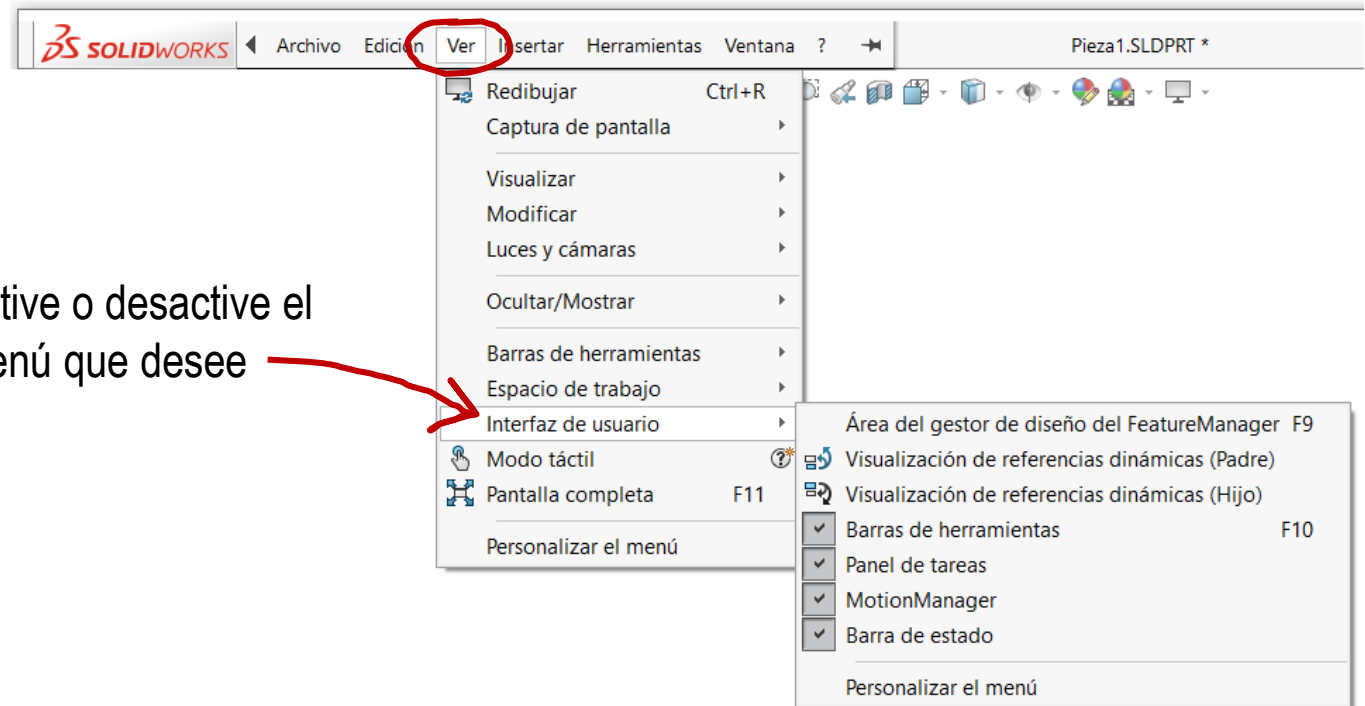 SOLIDWORKS Archivo Edición Ver Insertar Herramientas Ventana ? Pieza1.SLDPRT *
Redibujar Ctrl+R
Captura de pantalla
Visualizar
Modificar
Luces y cámaras
tive o desactive el
Ocultar/Mostrar
enú que desee
Barras de herramientas
Espacio de trabajo
Interfaz de usuario
Modo táctil
Pantalla completa F11
Personalizar el menú
Área del gestor de diseño del FeatureManager F9
Visualización de referencias dinámicas (Padre)
Visualización de referencias dinámicas (Hijo)
Barras de herramientas F10
Panel de tareas
MotionManager
Barra de estado
Personalizar el menú